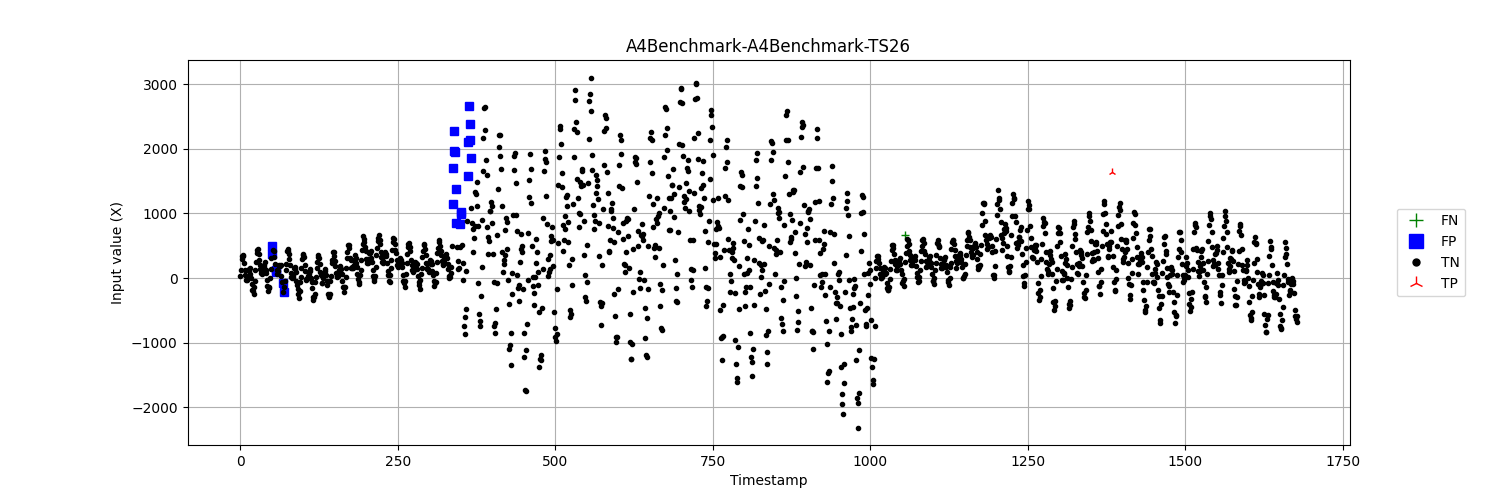 A4Benchmark-A4Benchmark-TS26
Input value (X)
3000
2000
1000
0
−1000
−2000
0 250 500 750 1000 1250 1500 1750
Timestamp
FN
FP
TN
TP